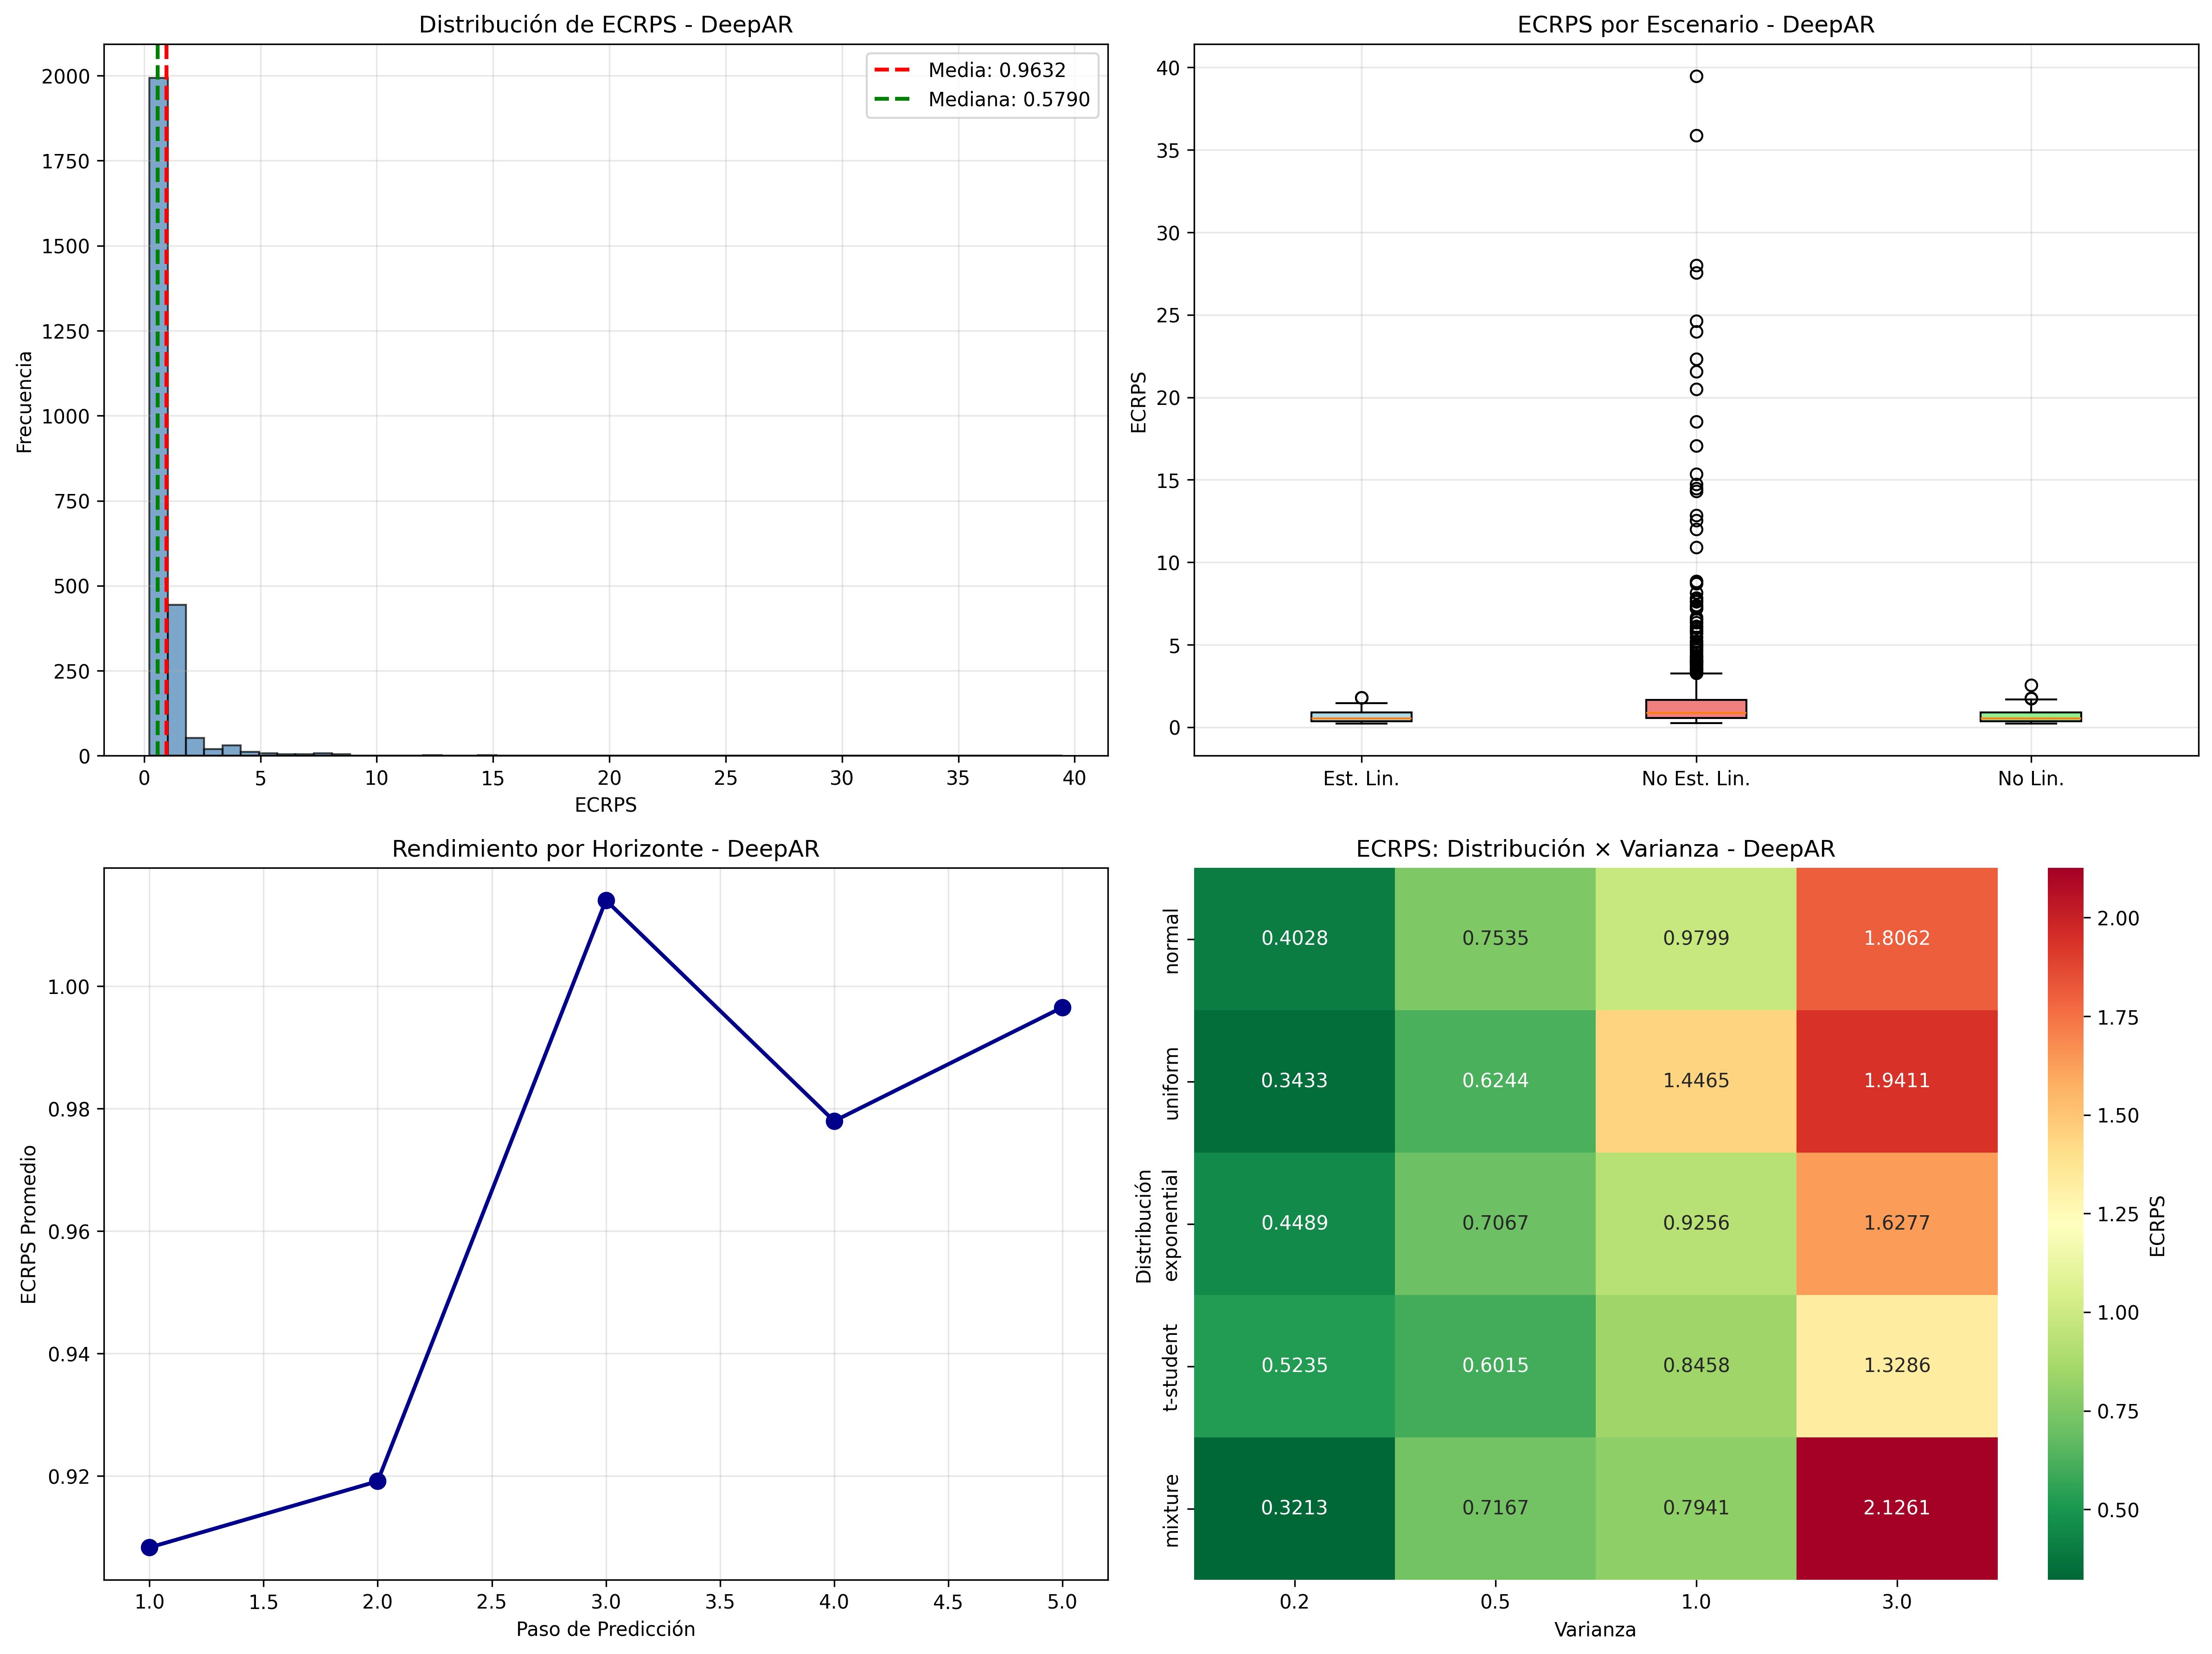 Distribución de ECRPS - DeepAR
Media: 0.9632
Mediana: 0.5790
2000
1750
1500
1250
1000
750
500
250
0
Frecuencia
0 5 10 15 20 25 30 35 40
ECRPS
ECRPS por Escenario - DeepAR
40
35
30
25
20
15
10
5
0
ECRPS
Est. Lin. No Est. Lin. No Lin.
Rendimiento por Horizonte - DeepAR
1.00
0.98
0.96
0.94
0.92
ECRPS Promedio
1.0 1.5 2.0 2.5 3.0 3.5 4.0 4.5 5.0
Paso de Predicción
ECRPS: Distribución × Varianza - DeepAR
Distribución
normal 0.4028 0.7535 0.9799 1.8062
uniform 0.3433 0.6244 1.4465 1.9411
exponential 0.4489 0.7067 0.9256 1.6277
t-student 0.5235 0.6015 0.8458 1.3286
mixture 0.3213 0.7167 0.7941 2.1261
0.2 0.5 1.0 3.0
Varianza
2.00
1.75
1.50
1.25
1.00
0.75
0.50
ECRPS